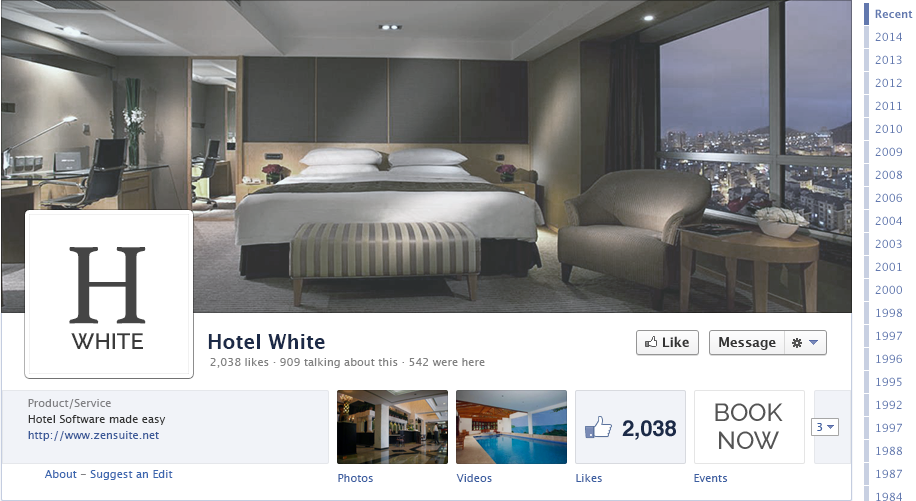 Recent
2014
2013
2012
2011
2010
2009
2008
2006
2004
2003
2001
2000
1998
1997
1996
1995
1992
1997
1988
1987
1984
H
WHITE
Hotel White
2,038 likes · 909 talking about this · 542 were here
Like
Message
Product/Service
Hotel Software made easy
http://www.zensuite.net
About – Suggest an Edit
Photos
Videos
2,038
Likes
BOOK
NOW
Events
3